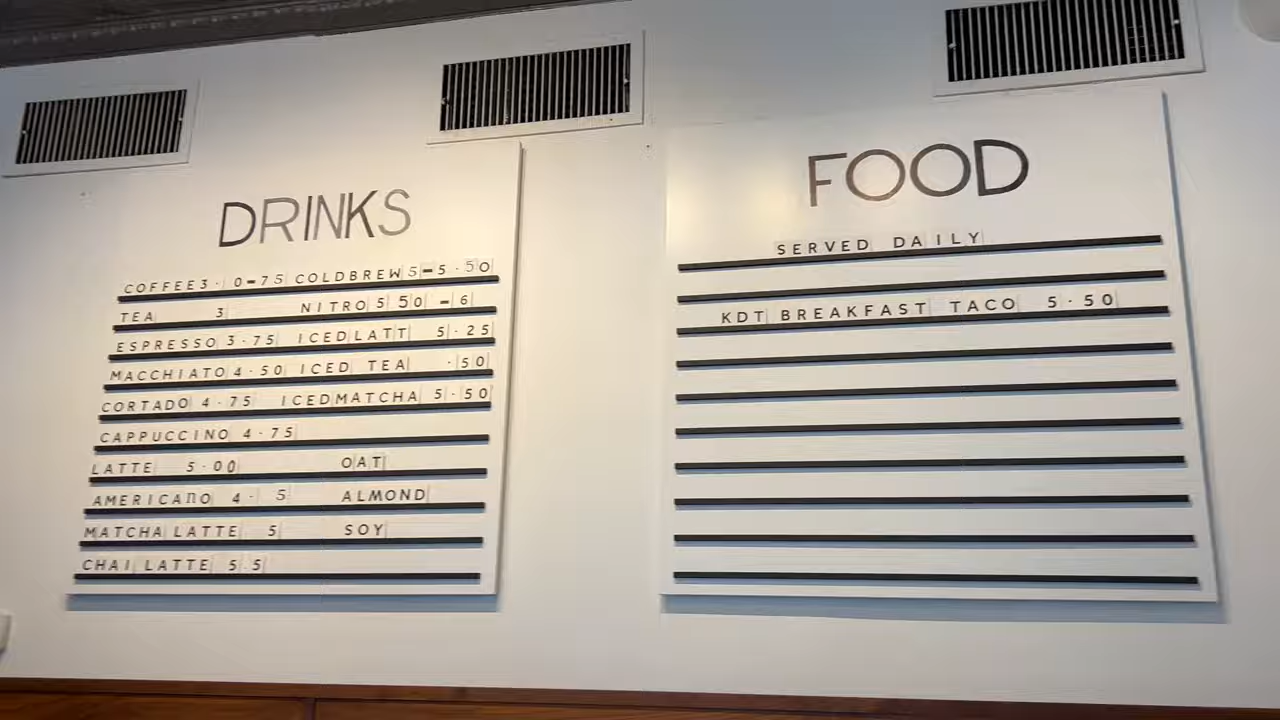 DRINKS
COFFEE 3· 0-75 COLDBREW 5-5·50
TEA 3 NITRO 5 50 -6
ESPRESSO 3·75 ICED LATT 5·25
MACCHIATO 4·50 ICED TEA ·50
CORTADO 4·75 ICED MATCHA 5·50
CAPPUCCINO 4·75
LATTE 5·00 OAT
AMERICANO 4· 5 ALMOND
MATCHA LATTE 5 SOY
CHAI LATTE 5 5
FOOD
SERVED DAILY
KDT BREAKFAST TACO 5·50